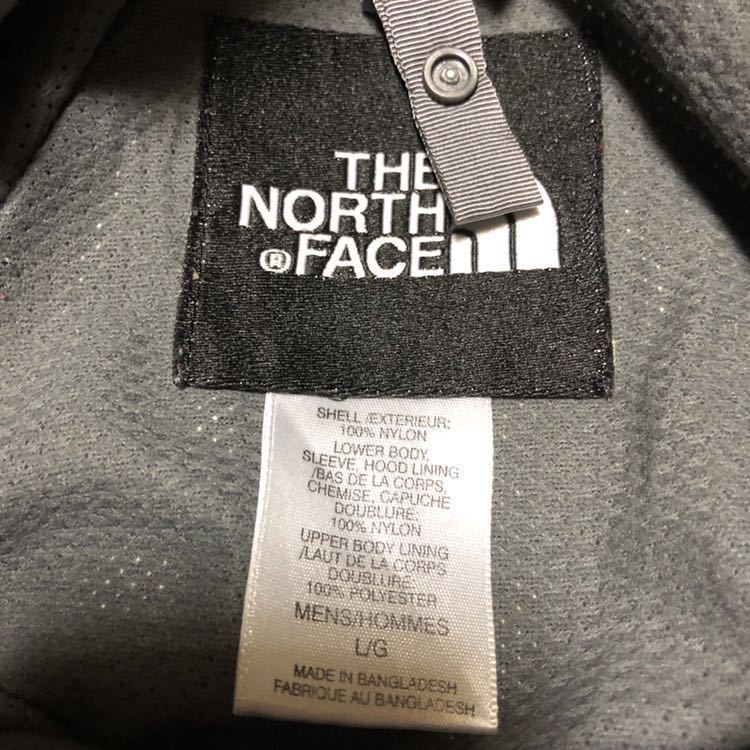 THE
NORTH
®FACE
SHELL /EXTERIEUR:
100% NYLON
LOWER BODY,
SLEEVE, HOOD LINING
/BAS DE LA CORPS,
CHEMISE, CAPUCHE
DOUBLURE:
100% NYLON
UPPER BODY LINING
/LAUT DE LA CORPS
DOUBLURE:
100% POLYESTER
MENS/HOMMES
L/G
MADE IN BANGLADESH
FABRIQUE AU BANGLADESH